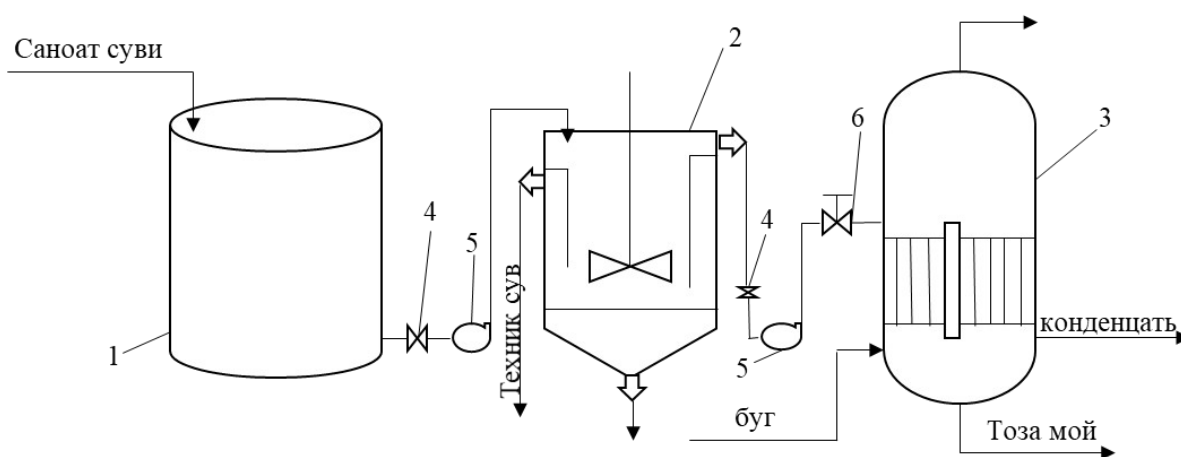 Саноат суви
2
6
3
4
5
4
1
5
Техник сув
конденцать
буг
Тоза мой